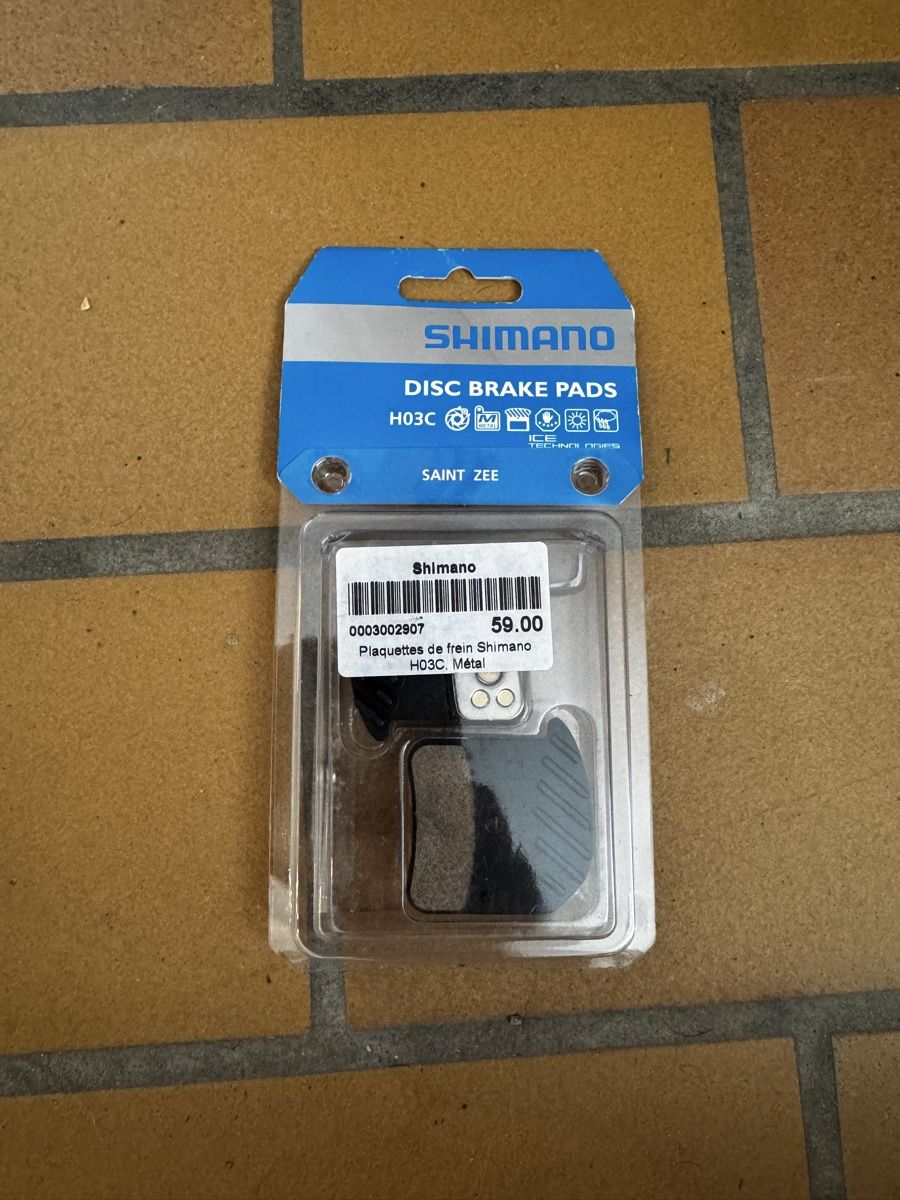 SHIMANO
DISC BRAKE PADS
H03C
M
METAL
ICE
TECHNOLOGIES
SAINT ZEE
Shimano
0003002907 59.00
Plaquettes de frein Shimano
H03C, Métal